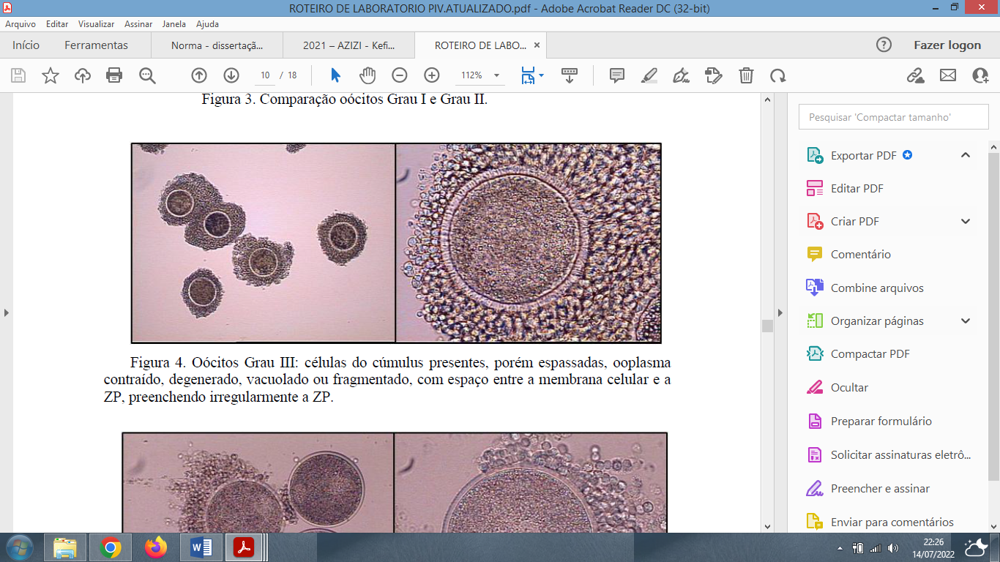 ROTEIRO DE LABORATORIO PIV.ATUALIZADO.pdf - Adobe Acrobat Reader DC (32-bit)
Arquivo Editar Visualizar Assinar Janela Ajuda
Início Ferramentas Norma - dissertaçã... 2021 – AZIZI - Kefi... ROTEIRO DE LABO... Fazer logon
10 / 18 112%
Figura 3. Comparação oócitos Grau I e Grau II.
Figura 4. Oócitos Grau III: células do cúmulus presentes, porém espassadas, ooplasma
contraído, degenerado, vacuolado ou fragmentado, com espaço entre a membrana celular e a
ZP, preenchendo irregularmente a ZP.
Pesquisar 'Compactar tamanho'
Exportar PDF
Editar PDF
Criar PDF
Comentário
Combine arquivos
Organizar páginas
Compactar PDF
Ocultar
Preparar formulário
Solicitar assinaturas eletrô...
Preencher e assinar
Enviar para comentários
22:26
14/07/2022